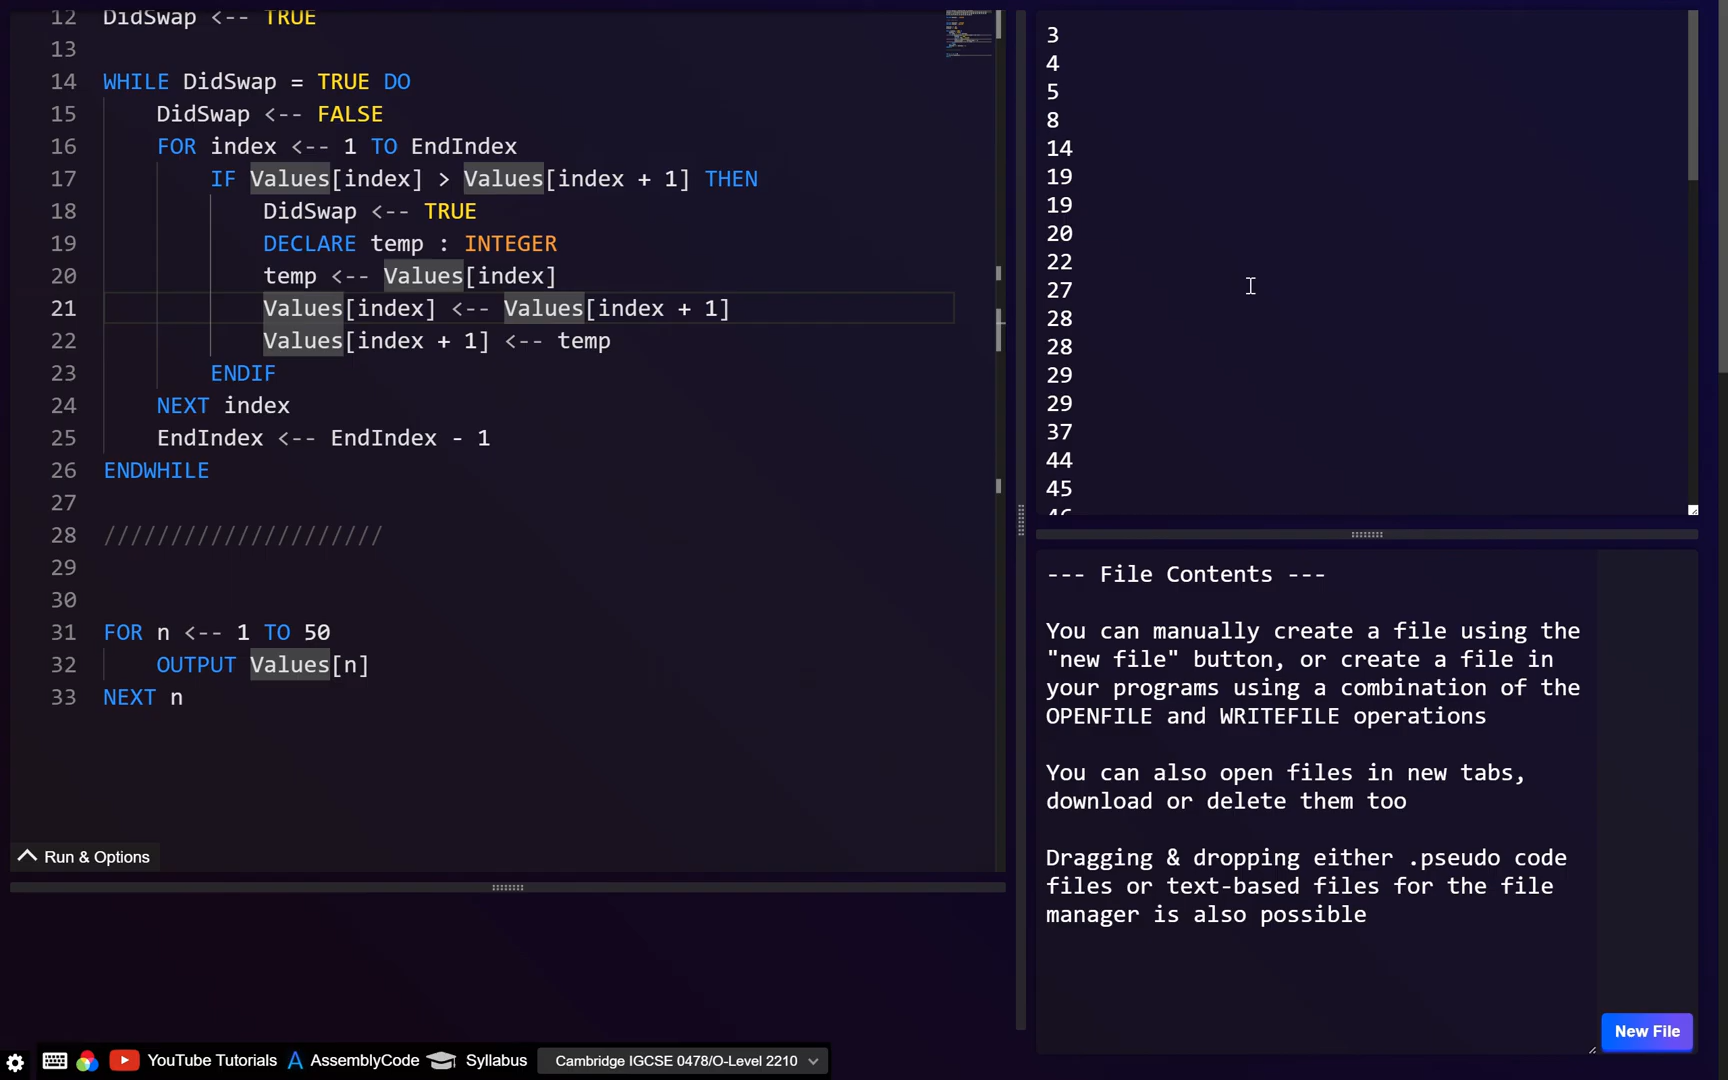 12 DidSwap <-- TRUE
13
14 WHILE DidSwap = TRUE DO
15 DidSwap <-- FALSE
16 FOR index <-- 1 TO EndIndex
17 IF Values[index] > Values[index + 1] THEN
18 DidSwap <-- TRUE
19 DECLARE temp : INTEGER
20 temp <-- Values[index]
21 Values[index] <-- Values[index + 1]
22 Values[index + 1] <-- temp
23 ENDIF
24 NEXT index
25 EndIndex <-- EndIndex - 1
26 ENDWHILE
27
28 /////////////////////
29
30
31 FOR n <-- 1 TO 50
32 OUTPUT Values[n]
33 NEXT n
Run & Options
3
4
5
8
14
19
19
20
22
27
28
28
29
29
37
44
45
46
--- File Contents ---
You can manually create a file using the
"new file" button, or create a file in
your programs using a combination of the
OPENFILE and WRITEFILE operations
You can also open files in new tabs,
download or delete them too
Dragging & dropping either .pseudo code
files or text-based files for the file
manager is also possible
New File
YouTube Tutorials A AssemblyCode Syllabus Cambridge IGCSE 0478/O-Level 2210